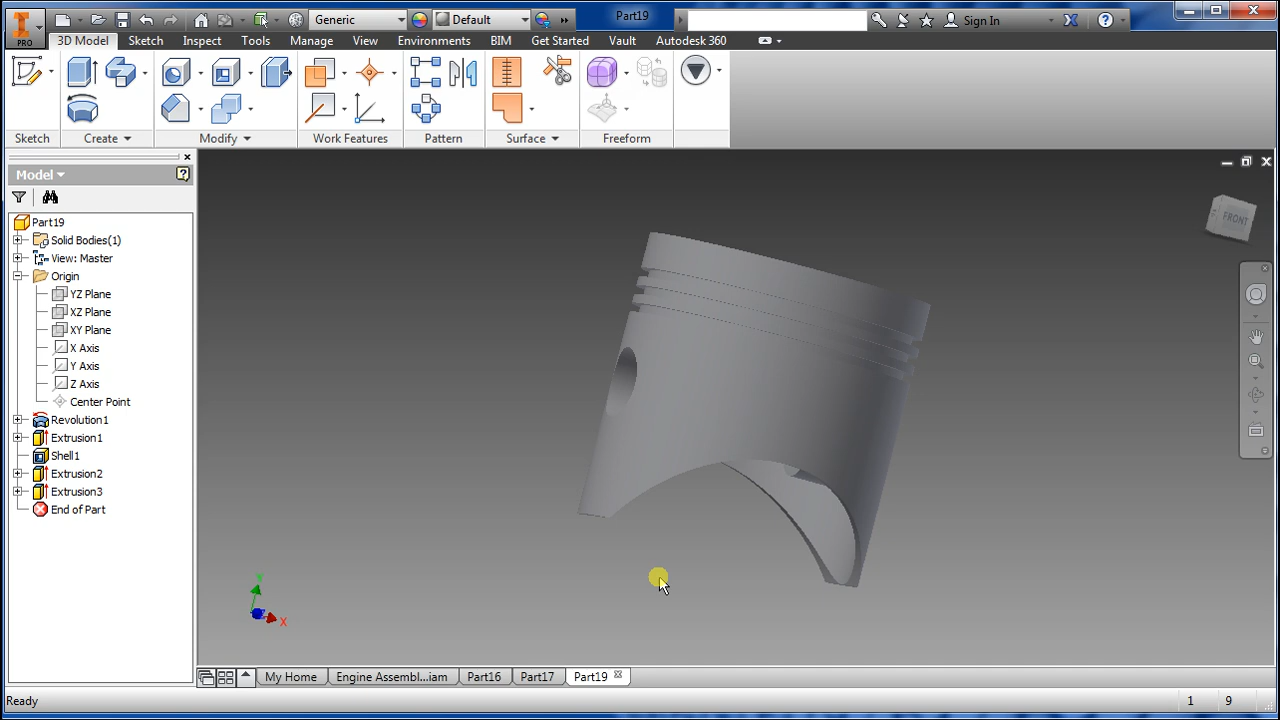 PRO
Generic
Default
Part19
Sign In
3D Model
Sketch
Inspect
Tools
Manage
View
Environments
BIM
Get Started
Vault
Autodesk 360
Sketch
Create
Modify
Work Features
Pattern
Surface
Freeform
Model
Part19
Solid Bodies(1)
View: Master
Origin
YZ Plane
XZ Plane
XY Plane
X Axis
Y Axis
Z Axis
Center Point
Revolution1
Extrusion1
Shell1
Extrusion2
Extrusion3
End of Part
FRONT
Y
X
My Home
Engine Assembl...iam
Part16
Part17
Part19
Ready
1
9